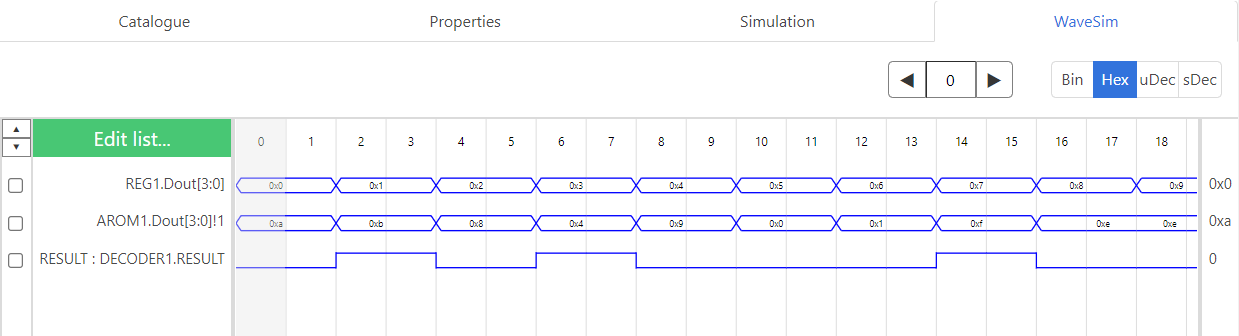 Catalogue Properties Simulation WaveSim
◀ 0 ▶ Bin Hex uDec sDec
▲ ▼ Edit list... 0 1 2 3 4 5 6 7 8 9 10 11 12 13 14 15 16 17 18
REG1.Dout[3:0] 0x0 0x1 0x2 0x3 0x4 0x5 0x6 0x7 0x8 0x9 0x0
AROM1.Dout[3:0]!1 0xa 0xb 0x8 0x4 0x9 0x0 0x1 0xf 0xe 0xe 0xa
RESULT : DECODER1.RESULT 0